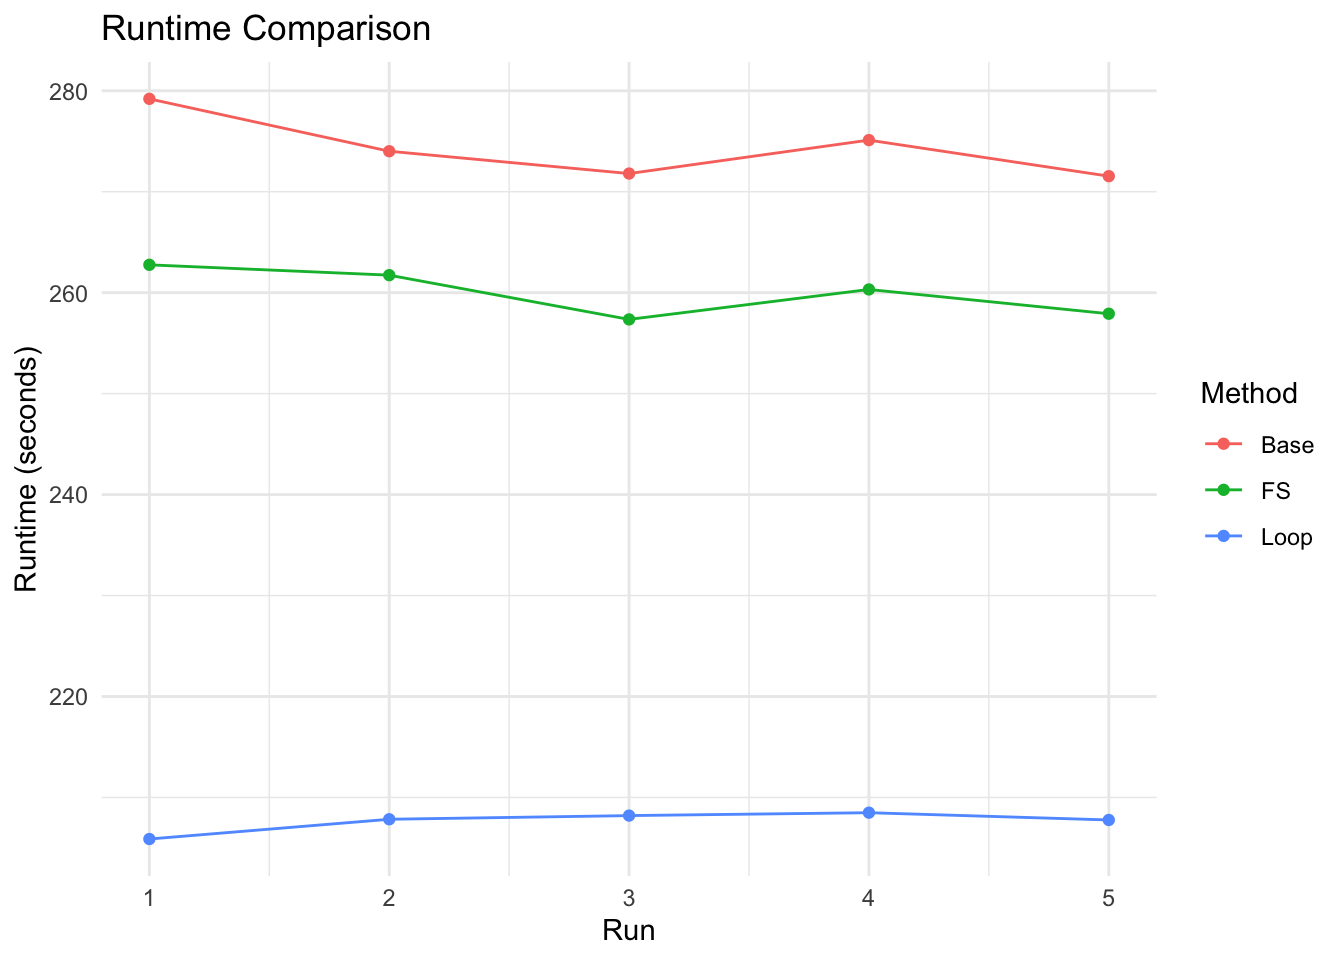 Runtime Comparison
280
260
240
220
Runtime (seconds)
1 2 3 4 5
Run
Method
Base
FS
Loop